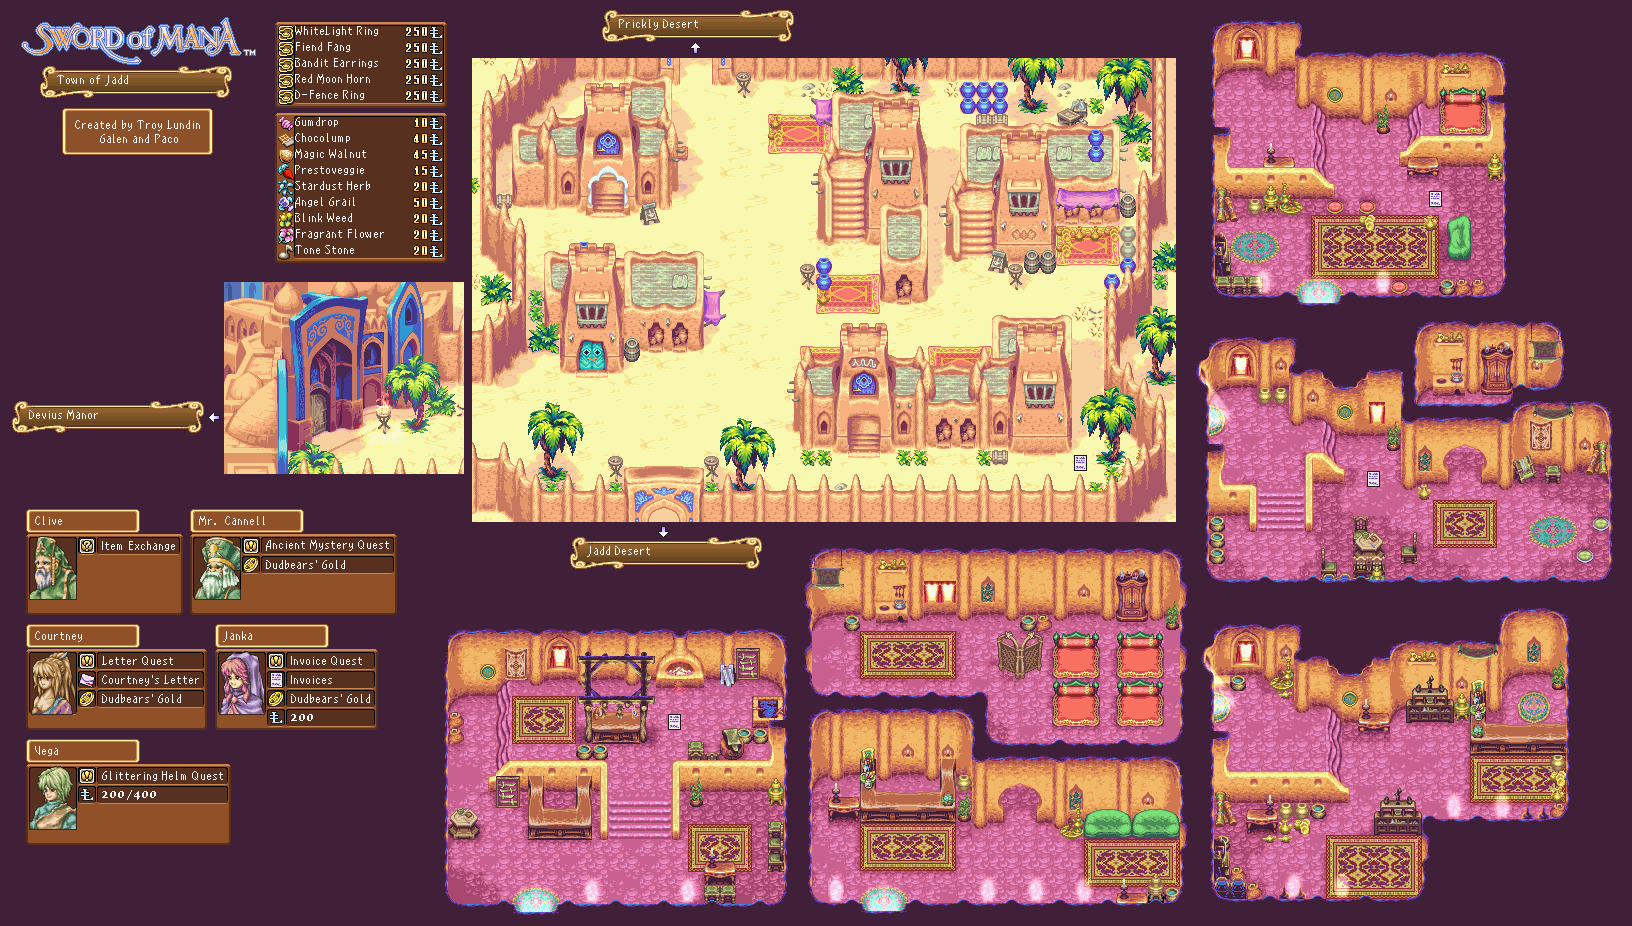 SWORD of MANA™
Town of Jadd
Created by Troy Lundin
Galen and Paco
WhiteLight Ring 250
Fiend Fang 250
Bandit Earrings 250
Red Moon Horn 250
D-Fence Ring 250
Gumdrop 10
Chocolump 40
Magic Walnut 45
Prestoveggie 15
Stardust Herb 20
Angel Grail 50
Blink Weed 20
Fragrant Flower 20
Tone Stone 20
Prickly Desert
Devius Manor
Jadd Desert
Clive
Item Exchange
Mr. Cannell
Ancient Mystery Quest
Dudbears' Gold
Courtney
Letter Quest
Courtney's Letter
Dudbears' Gold
Janka
Invoice Quest
Invoices
Dudbears' Gold
200
Vega
Glittering Helm Quest
200/400